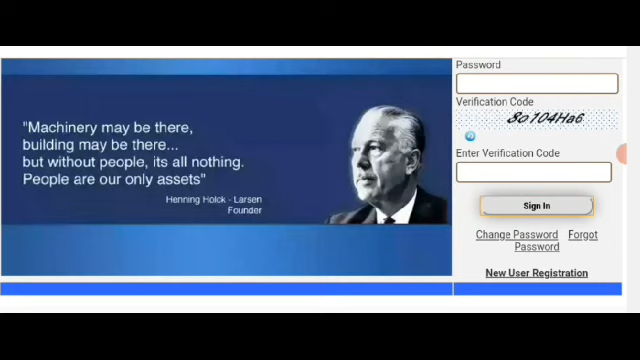 "Machinery may be there,
building may be there...
but without people, its all nothing.
People are our only assets"
Henning Holck - Larsen
Founder
Password
Verification Code
8o104Ha6
Enter Verification Code
Sign In
Change Password Forgot
Password
New User Registration